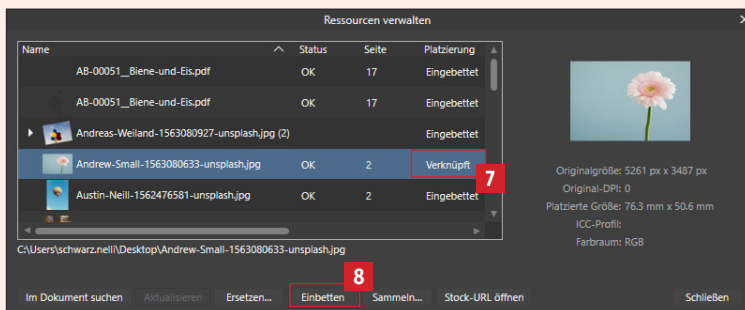 Ressourcen verwalten
Name Status Seite Platzierung
AB-00051_Biene-und-Eis.pdf OK 17 Eingebettet
AB-00051_Biene-und-Eis.pdf OK 17 Eingebettet
Andreas-Weiland-1563080927-unsplash.jpg (2) Eingebettet
Andrew-Small-1563080633-unsplash.jpg OK 2 Verknüpft
7
Austin-Neill-1562476581-unsplash.jpg OK 2 Eingebettet
Originalgröße: 5261 px x 3487 px
Original-DPI: 0
Platzierte Größe: 76.3 mm x 50.6 mm
ICC-Profil:
Farbraum: RGB
C:\Users\schwarz.nelli\Desktop\Andrew-Small-1563080633-unsplash.jpg
8
Im Dokument suchen Aktualisieren Ersetzen... Einbetten Sammeln... Stock-URL öffnen Schließen